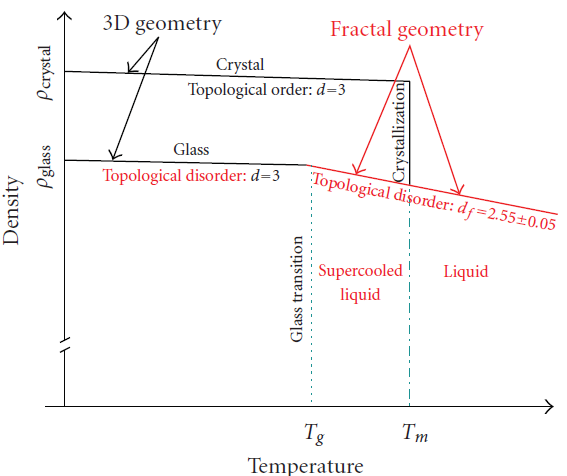 3D geometry
Fractal geometry
ρcrystal
Crystal
Topological order: d=3
Crystallization
ρglass
Glass
Topological disorder: d=3
Topological disorder: df=2.55±0.05
Density
Glass transition
Supercooled
liquid
Liquid
Tg
Tm
Temperature